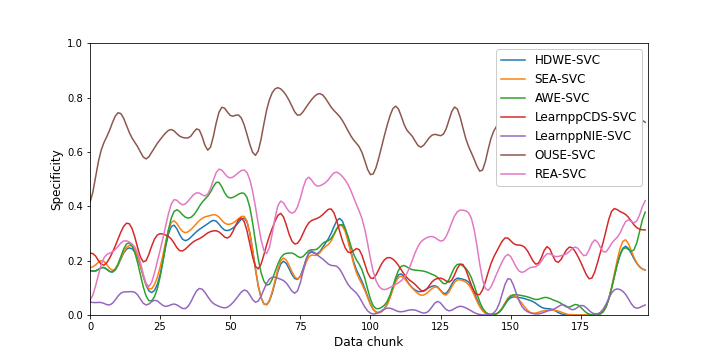 1.0
0.8
0.6
0.4
0.2
0.0
Specificity
0
25
50
75
100
125
150
175
Data chunk
HDWE-SVC
SEA-SVC
AWE-SVC
LearnppCDS-SVC
LearnppNIE-SVC
OUSE-SVC
REA-SVC